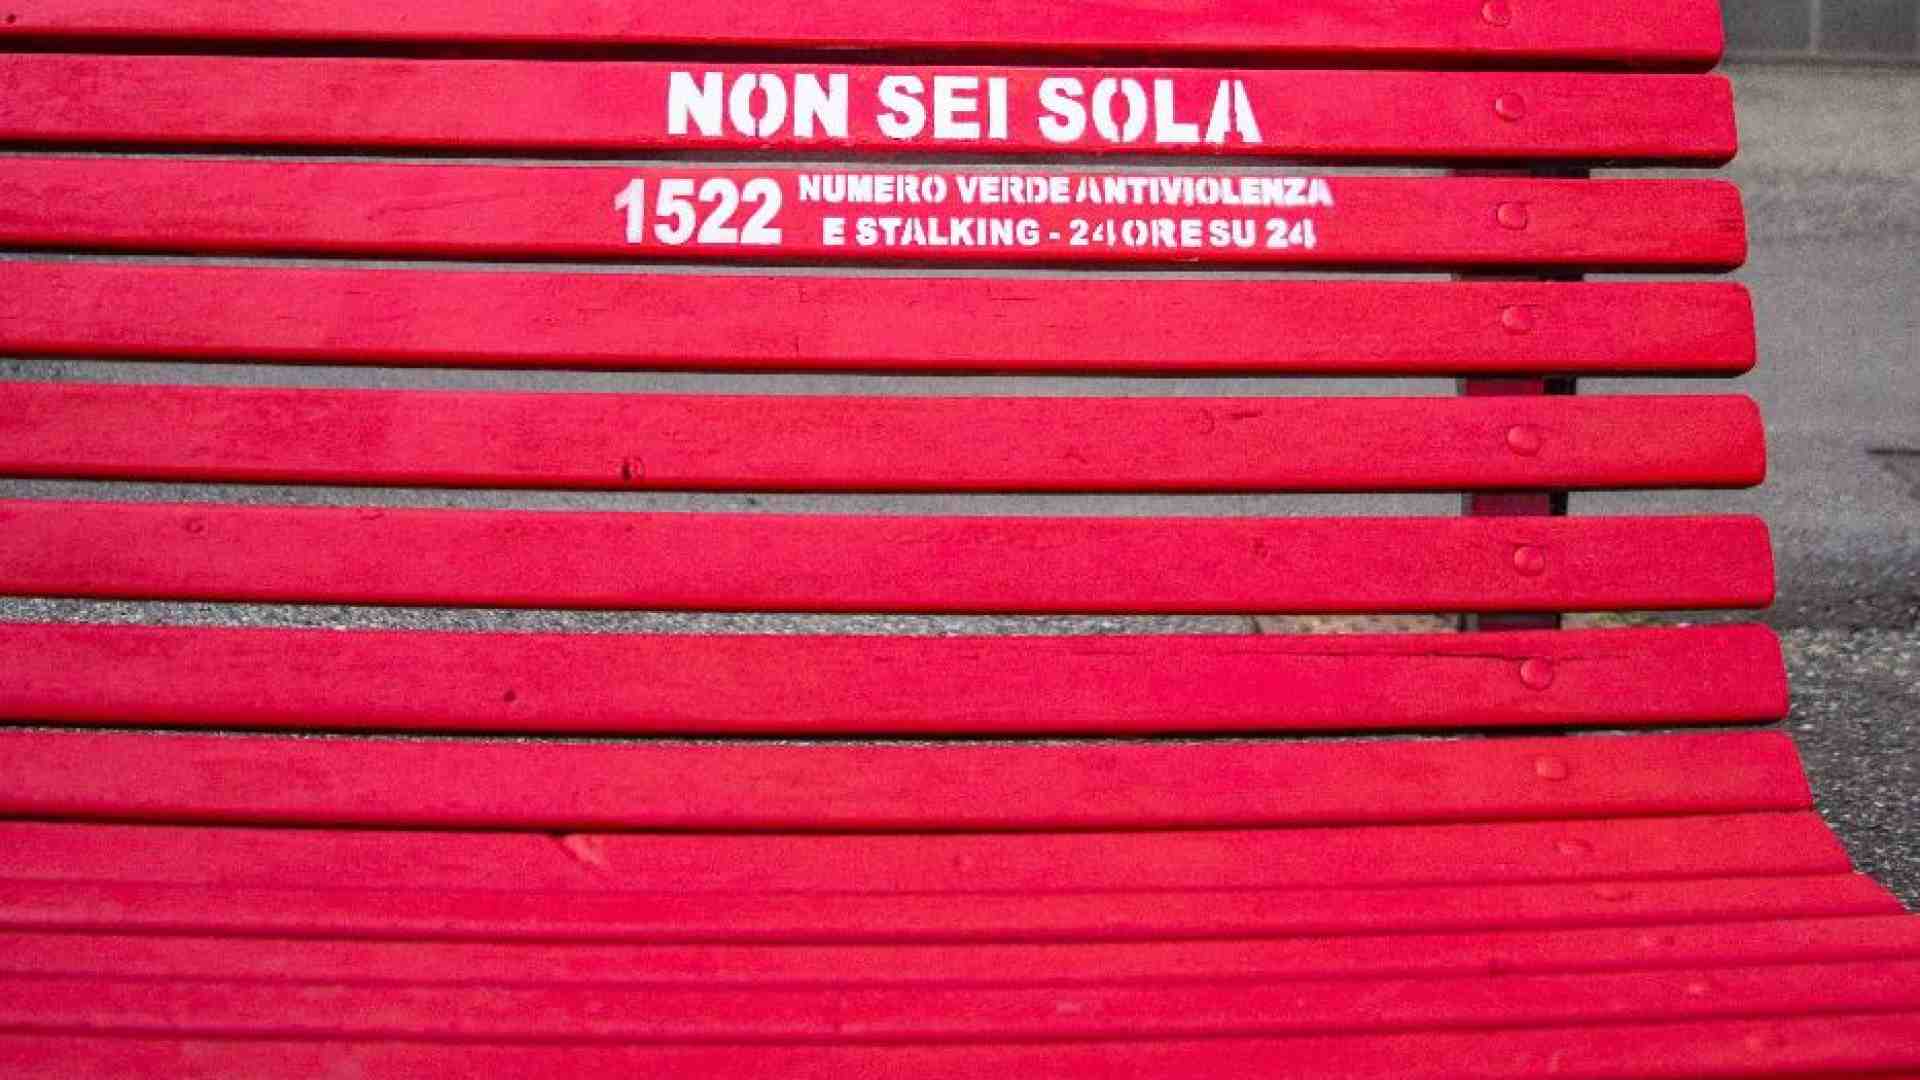 NON SEI SOLA
1522 NUMERO VERDE ANTIVIOLENZA
E STALKING - 24 ORE SU 24